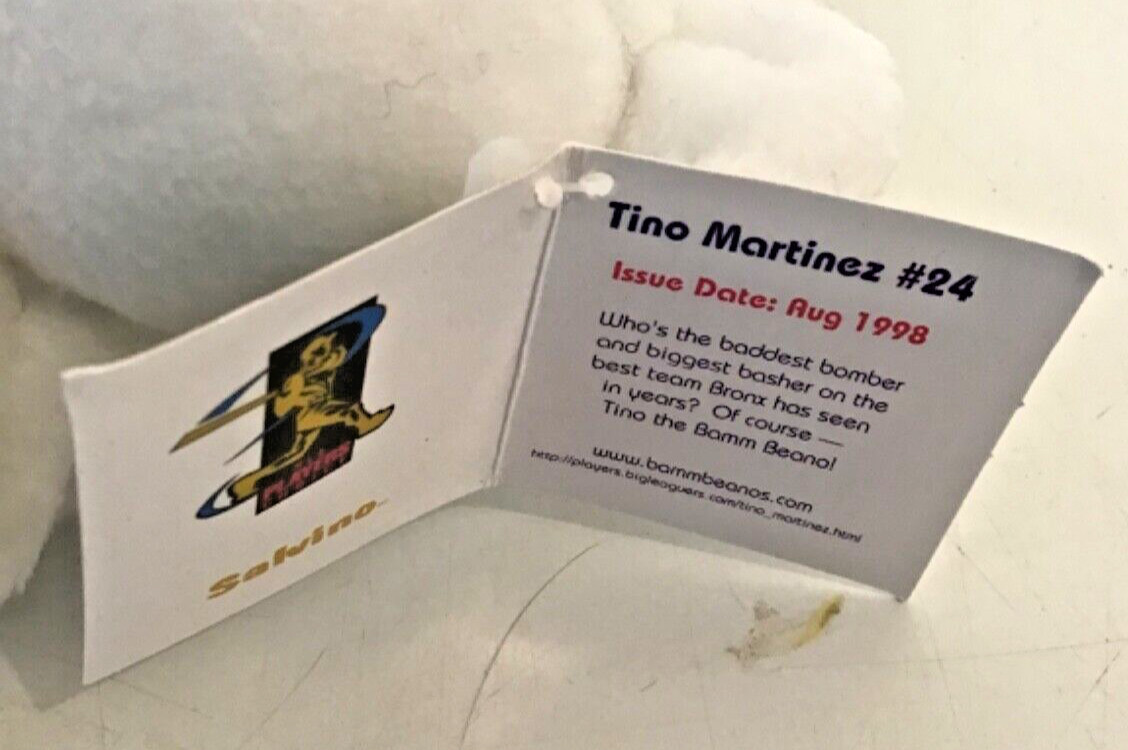 PLAYERS
Salvino™
Tino Martinez #24
Issue Date: Aug 1998
Who's the baddest bomber
and biggest basher on the
best team Bronx has seen
in years? Of course —
Tino the Bamm Beano!
www.bammbeanos.com
http://players.bigleaguers.com/tino_martinez.html